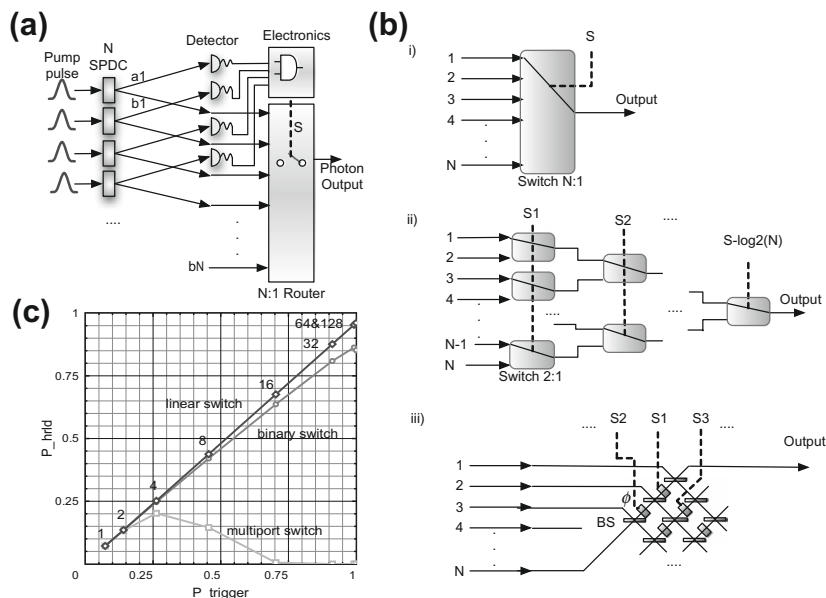 (a)
Pump
pulse
N
SPDC
Detector
Electronics
a1
b1
S
Photon
Output
....
.
.
.
bN
N:1 Router
(b)
i)
1
2
3
4
.
.
.
N
S
Output
Switch N:1
ii)
S1
S2
....
S-log2(N)
1
2
3
4
.
.
.
N-1
N
....
....
Output
Switch 2:1
iii)
....
S2
S1
S3
....
Output
1
2
3
4
.
.
.
N
ϕ
BS
....
(c)
P_hrld
1
0.75
0.5
0.25
0
0.25
0.5
0.75
1
P_trigger
64&128
32
16
8
4
2
1
linear switch
binary switch
multiport switch